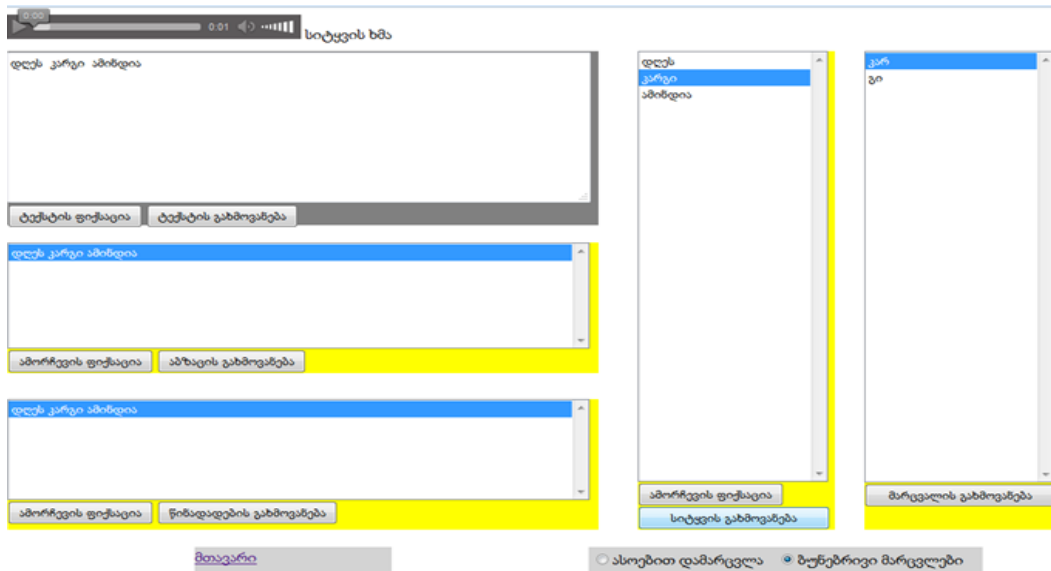 0:00
0:01
სიტყვის ხმა
დღეს კარგი ამინდია
ტექსტის ფიქსაცია ტექსტის გახმოვანება
დღეს კარგი ამინდია
ამორჩევის ფიქსაცია აბზაცის გახმოვანება
დღეს კარგი ამინდია
ამორჩევის ფიქსაცია წინადადების გახმოვანება
დღეს
კარგი
ამინდია
ამორჩევის ფიქსაცია
სიტყვის გახმოვანება
კარ
გი
მარცვალის გახმოვანება
მთავარი
ასოებით დამარცვლა ბუნებრივი მარცვლები